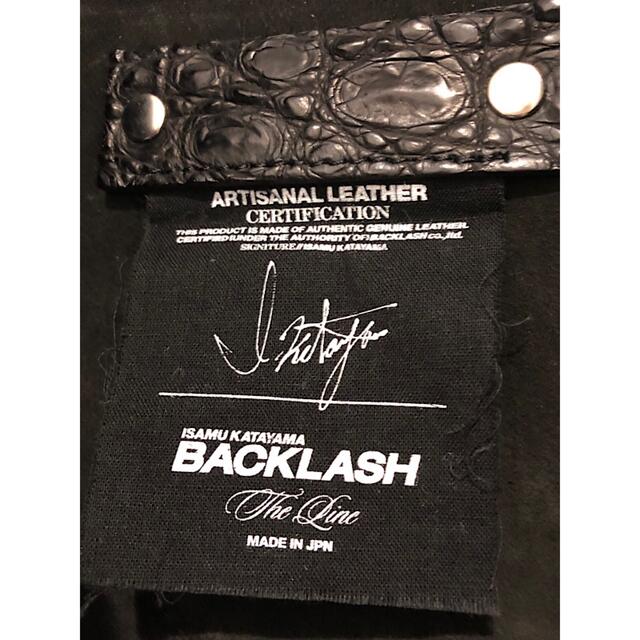 ARTISANAL LEATHER
CERTIFICATION
THIS PRODUCT IS MADE OF AUTHENTIC GENUINE LEATHER.
CERTIFIED UNDER THE AUTHORITY OF BACKLASH co.,ltd.
SIGNITURE//ISAMU KATAYAMA
I. Katayama
ISAMU KATAYAMA
BACKLASH
The Line
MADE IN JPN